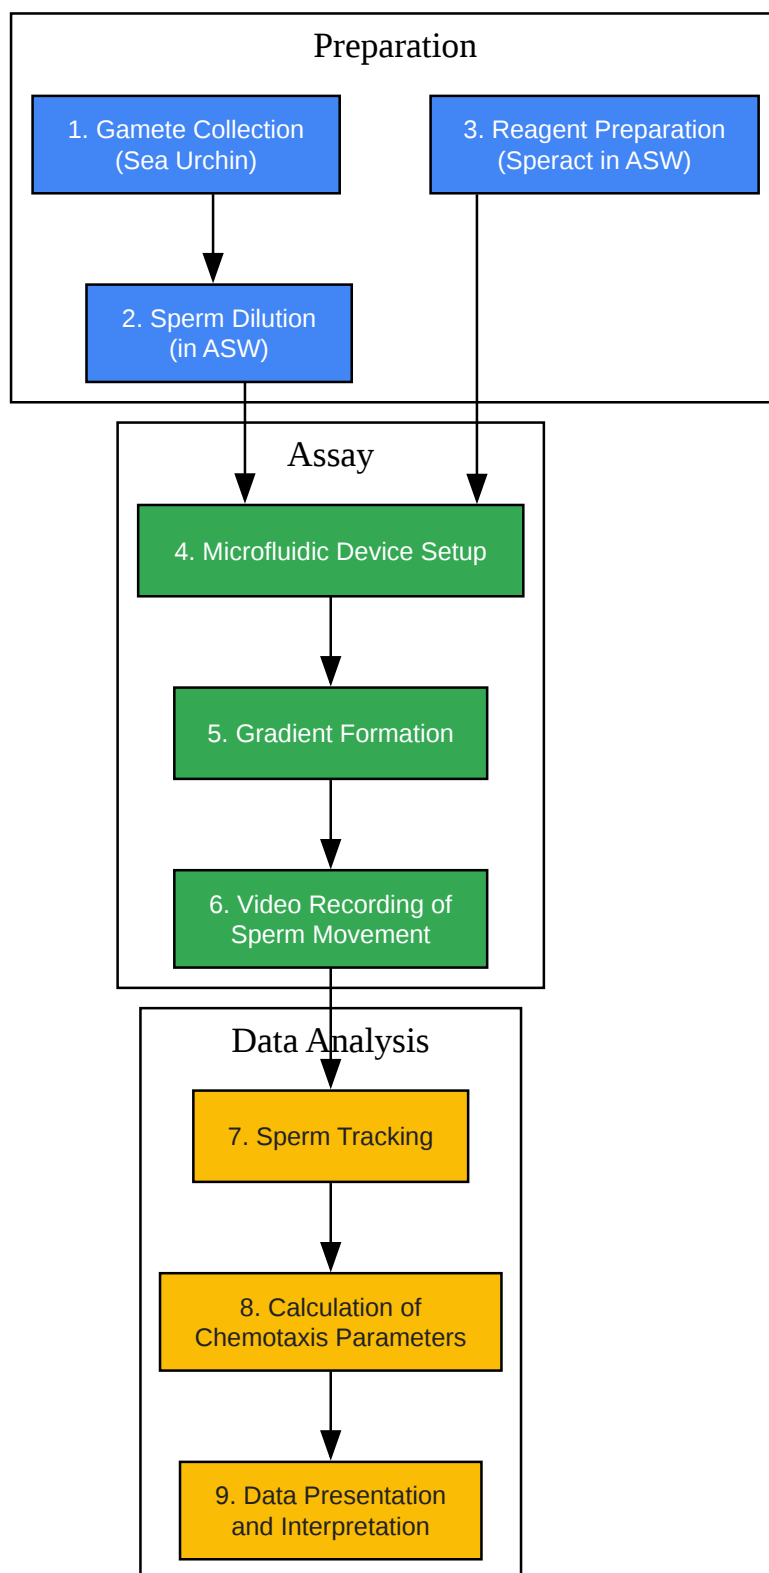 Preparation
1. Gamete Collection
(Sea Urchin)
3. Reagent Preparation
(Speract in ASW)
2. Sperm Dilution
(in ASW)
Assay
4. Microfluidic Device Setup
5. Gradient Formation
6. Video Recording of
Sperm Movement
Data Analysis
7. Sperm Tracking
8. Calculation of
Chemotaxis Parameters
9. Data Presentation
and Interpretation